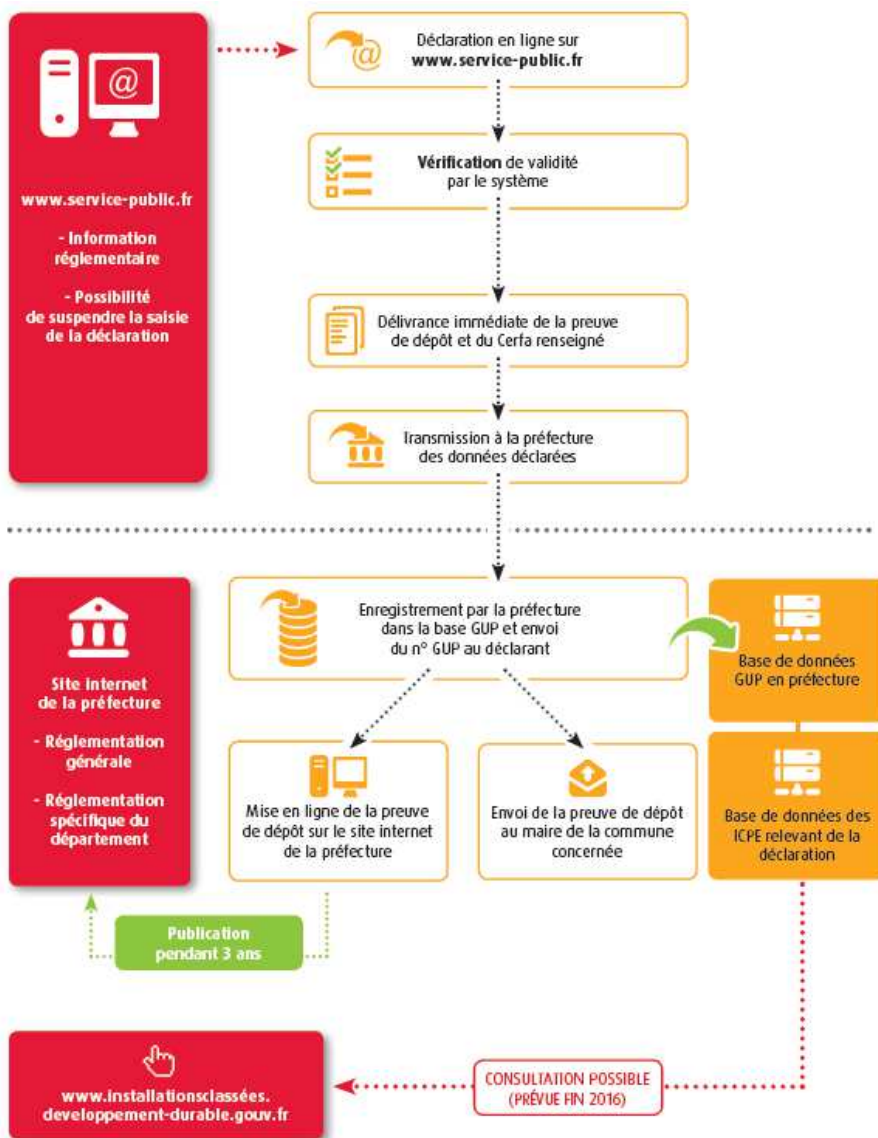 @
www.service-public.fr
- Information
réglementaire
- Possibilité
de suspendre la saisie
de la déclaration
@
Déclaration en ligne sur
www.service-public.fr
Vérification de validité
par le système
Délivrance immédiate de la preuve
de dépôt et du Cerfa renseigné
Transmission à la préfecture
des données déclarées
Site internet
de la préfecture
- Réglementation
générale
- Réglementation
spécifique du
département
Enregistrement par la préfecture
dans la base GUP et envoi
du n° GUP au déclarant
Base de données
GUP en préfecture
Mise en ligne de la preuve
de dépôt sur le site internet
de la préfecture
Envoi de la preuve de dépôt
au maire de la commune
concernée
Base de données des
ICPE relevant de la
déclaration
Publication
pendant 3 ans
www.installationsclassées.
developpement-durable.gouv.fr
CONSULTATION POSSIBLE
(PRÉVUE FIN 2016)